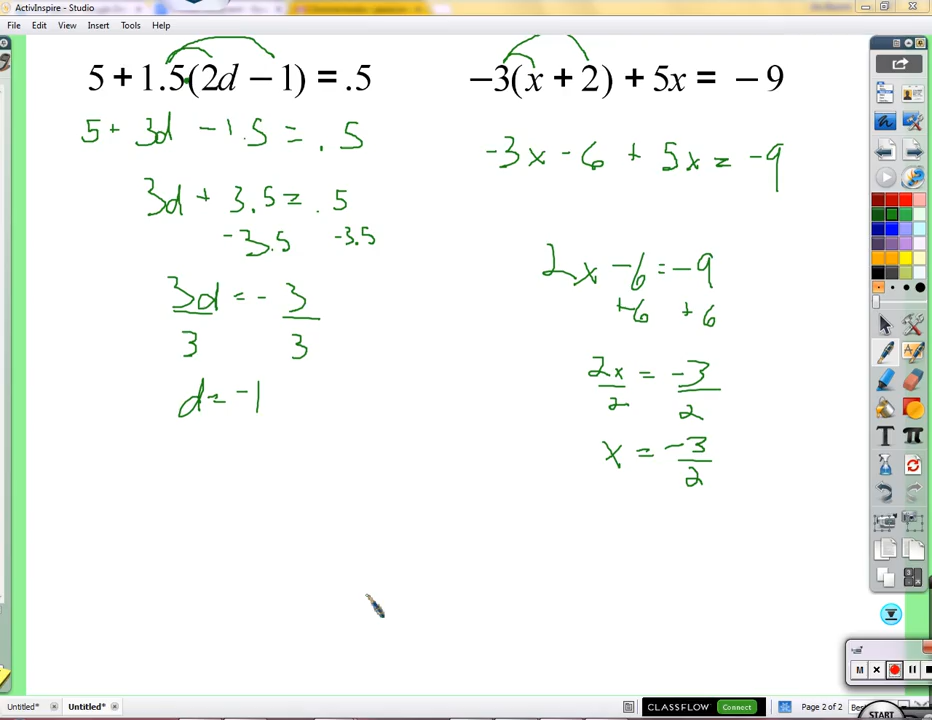 ActivInspire - Studio
File Edit View Insert Tools Help
5 + 1.5(2d − 1) = .5
5 + 3d - 1.5 = .5
3d + 3.5 = .5
-3.5 -3.5
3d = -3
3 3
d = -1
−3(x + 2) + 5x = − 9
-3x - 6 + 5x = -9
2x - 6 = -9
+6 +6
2x = -3
2 2
x = -3
2
T π
M
Untitled* Untitled*
CLASSFLOW Connect
Page 2 of 2
START